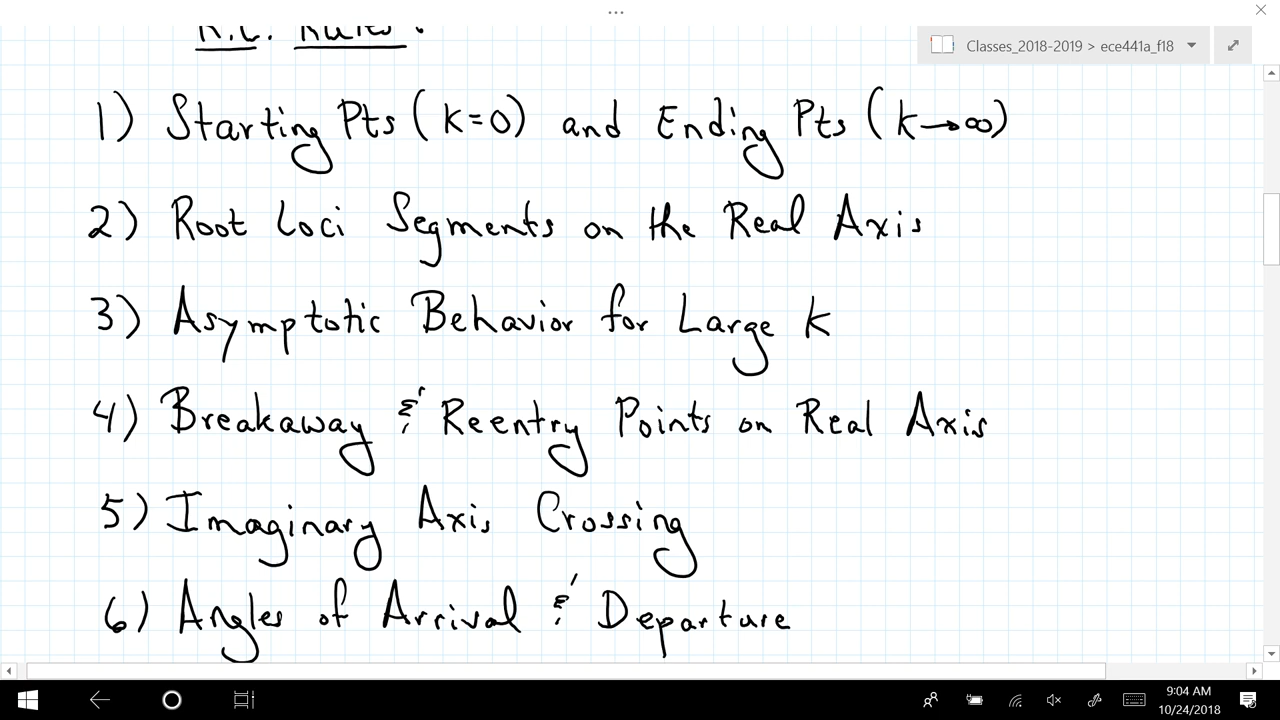 Classes_2018-2019 > ece441a_f18
R.L. Rules:
1) Starting Pts (k=0) and Ending Pts (k→∞)
2) Root Loci Segments on the Real Axis
3) Asymptotic Behavior for Large k
4) Breakaway & Reentry Points on Real Axis
5) Imaginary Axis Crossing
6) Angles of Arrival & Departure
9:04 AM
10/24/2018